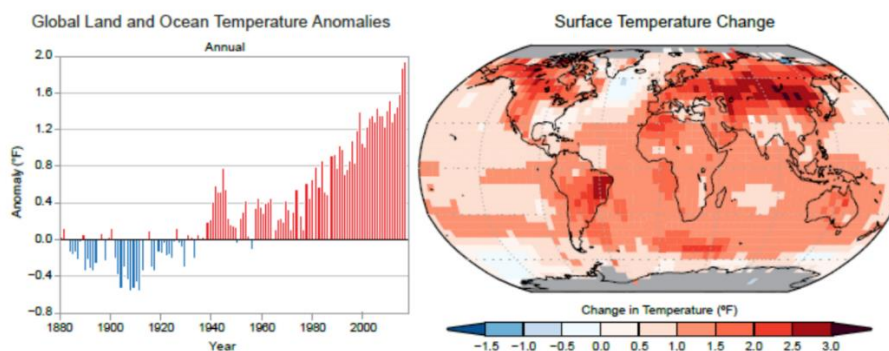 Global Land and Ocean Temperature Anomalies
Annual
2.0
1.6
1.2
0.8
0.4
0.0
−0.4
−0.8
Anomaly (°F)
1880 1900 1920 1940 1960 1980 2000
Year
Surface Temperature Change
Change in Temperature (°F)
−1.5 −1.0 −0.5 0.0 0.5 1.0 1.5 2.0 2.5 3.0